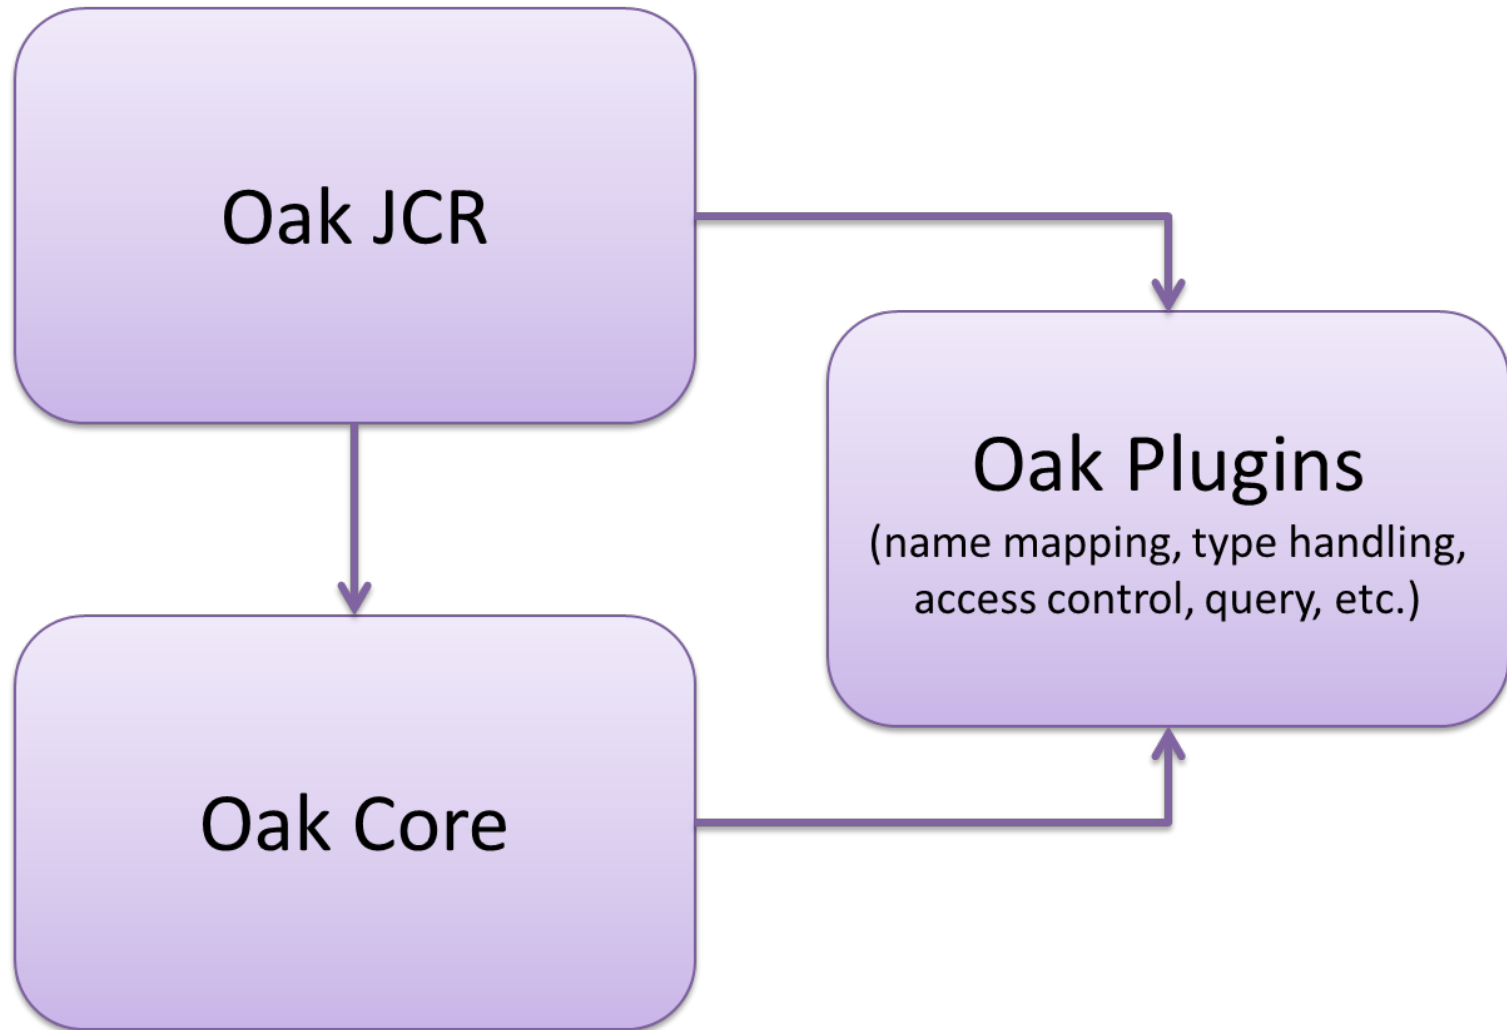 Oak JCR
Oak Plugins
(name mapping, type handling,
access control, query, etc.)
Oak Core